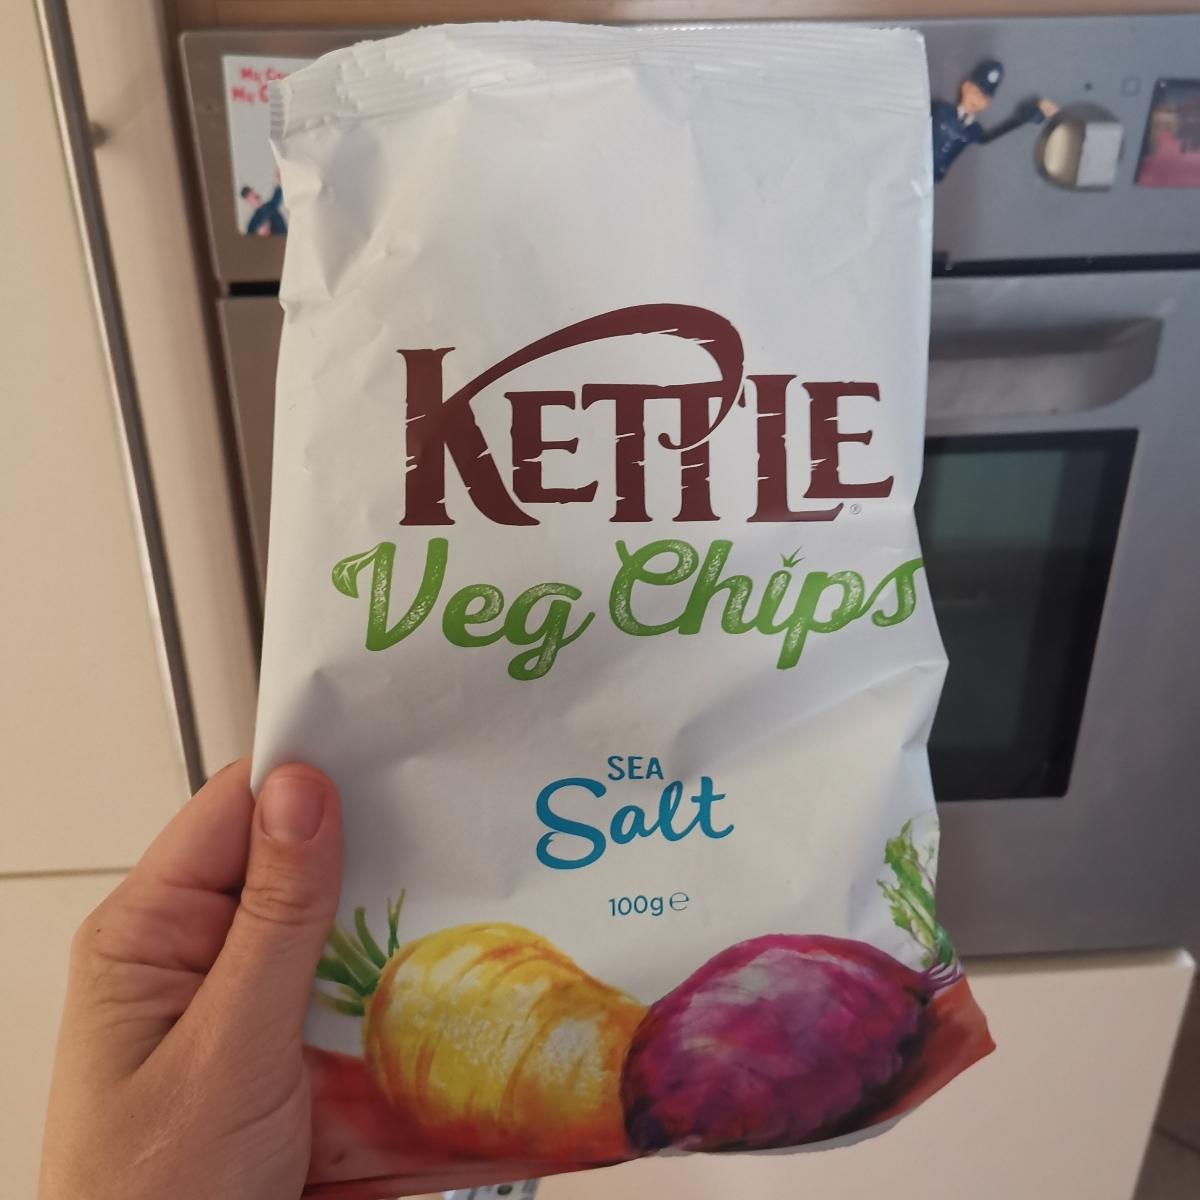 KETTLE®
Veg Chips
SEA
Salt
100g℮